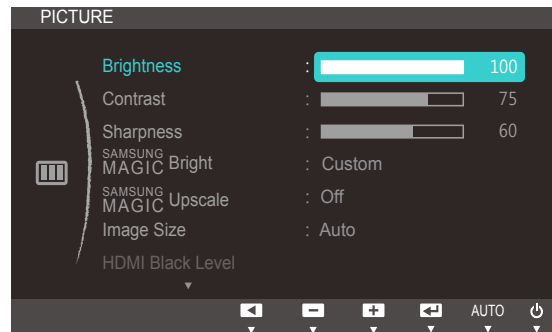 PICTURE
Brightness : 100
Contrast : 75
Sharpness : 60
SAMSUNG MAGIC Bright : Custom
SAMSUNG MAGIC Upscale : Off
Image Size : Auto
HDMI Black Level
AUTO